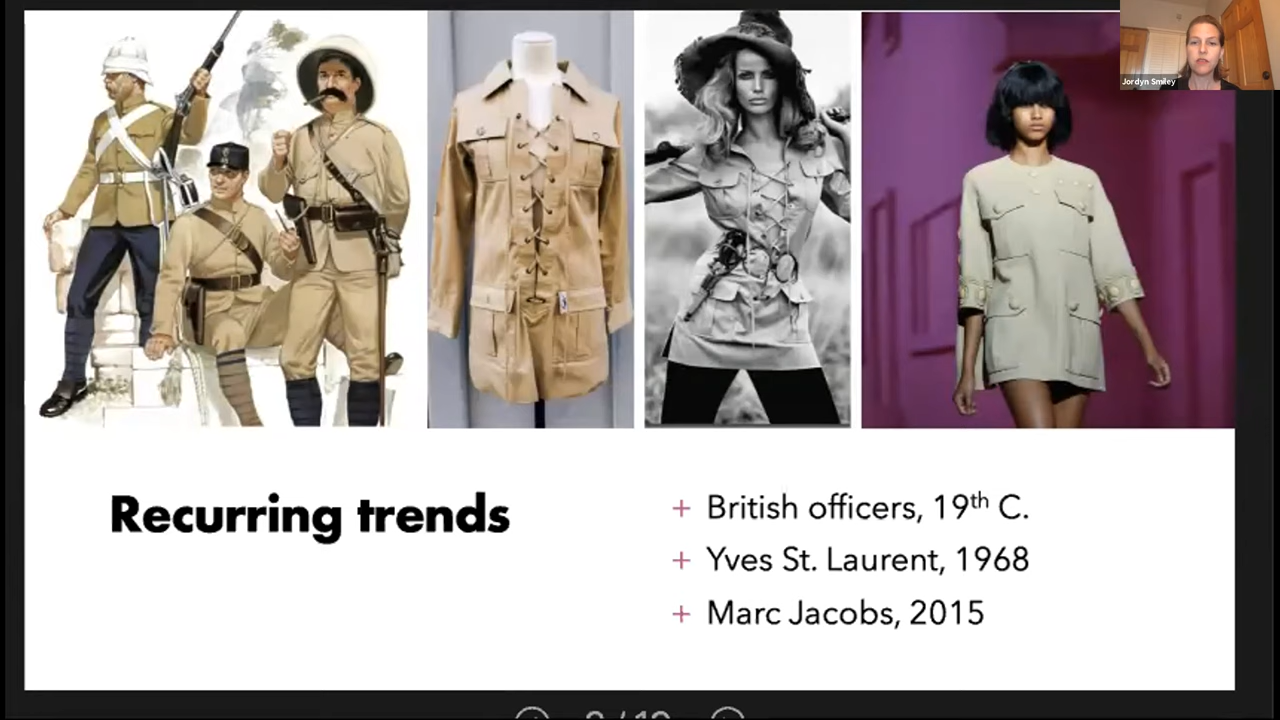 Jordyn Smiley
Recurring trends
+ British officers, 19th C.
+ Yves St. Laurent, 1968
+ Marc Jacobs, 2015